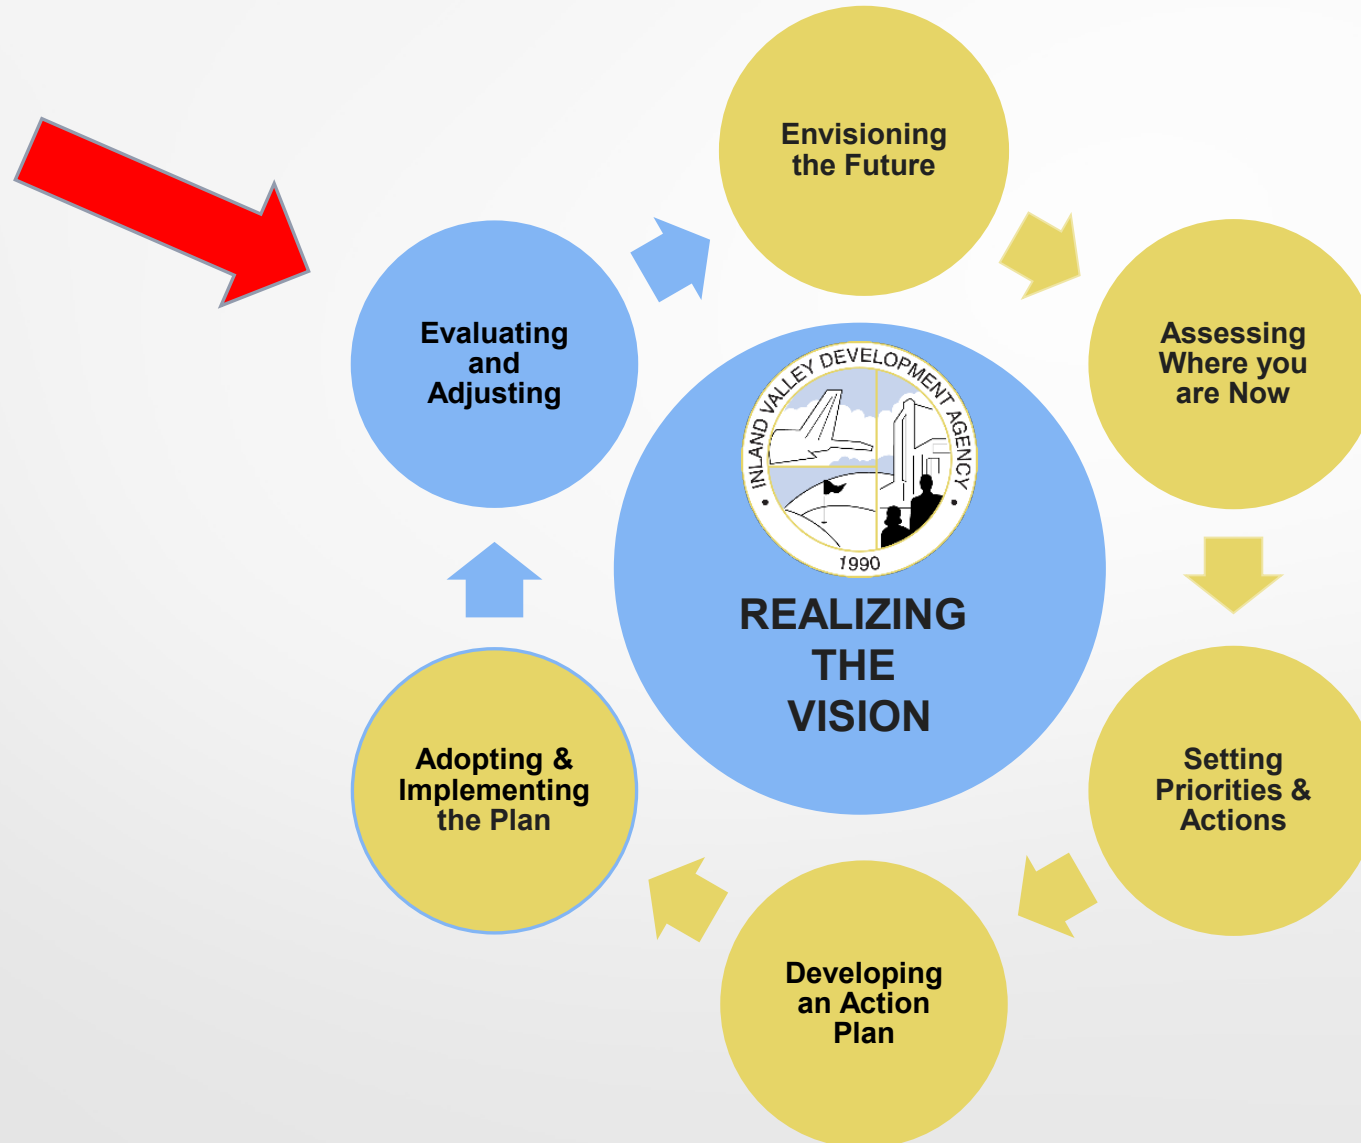 Envisioning
the Future
Assessing
Where you
are Now
Setting
Priorities &
Actions
Developing
an Action
Plan
Adopting &
Implementing
the Plan
Evaluating
and
Adjusting
INLAND VALLEY DEVELOPMENT AGENCY
1990
REALIZING
THE
VISION